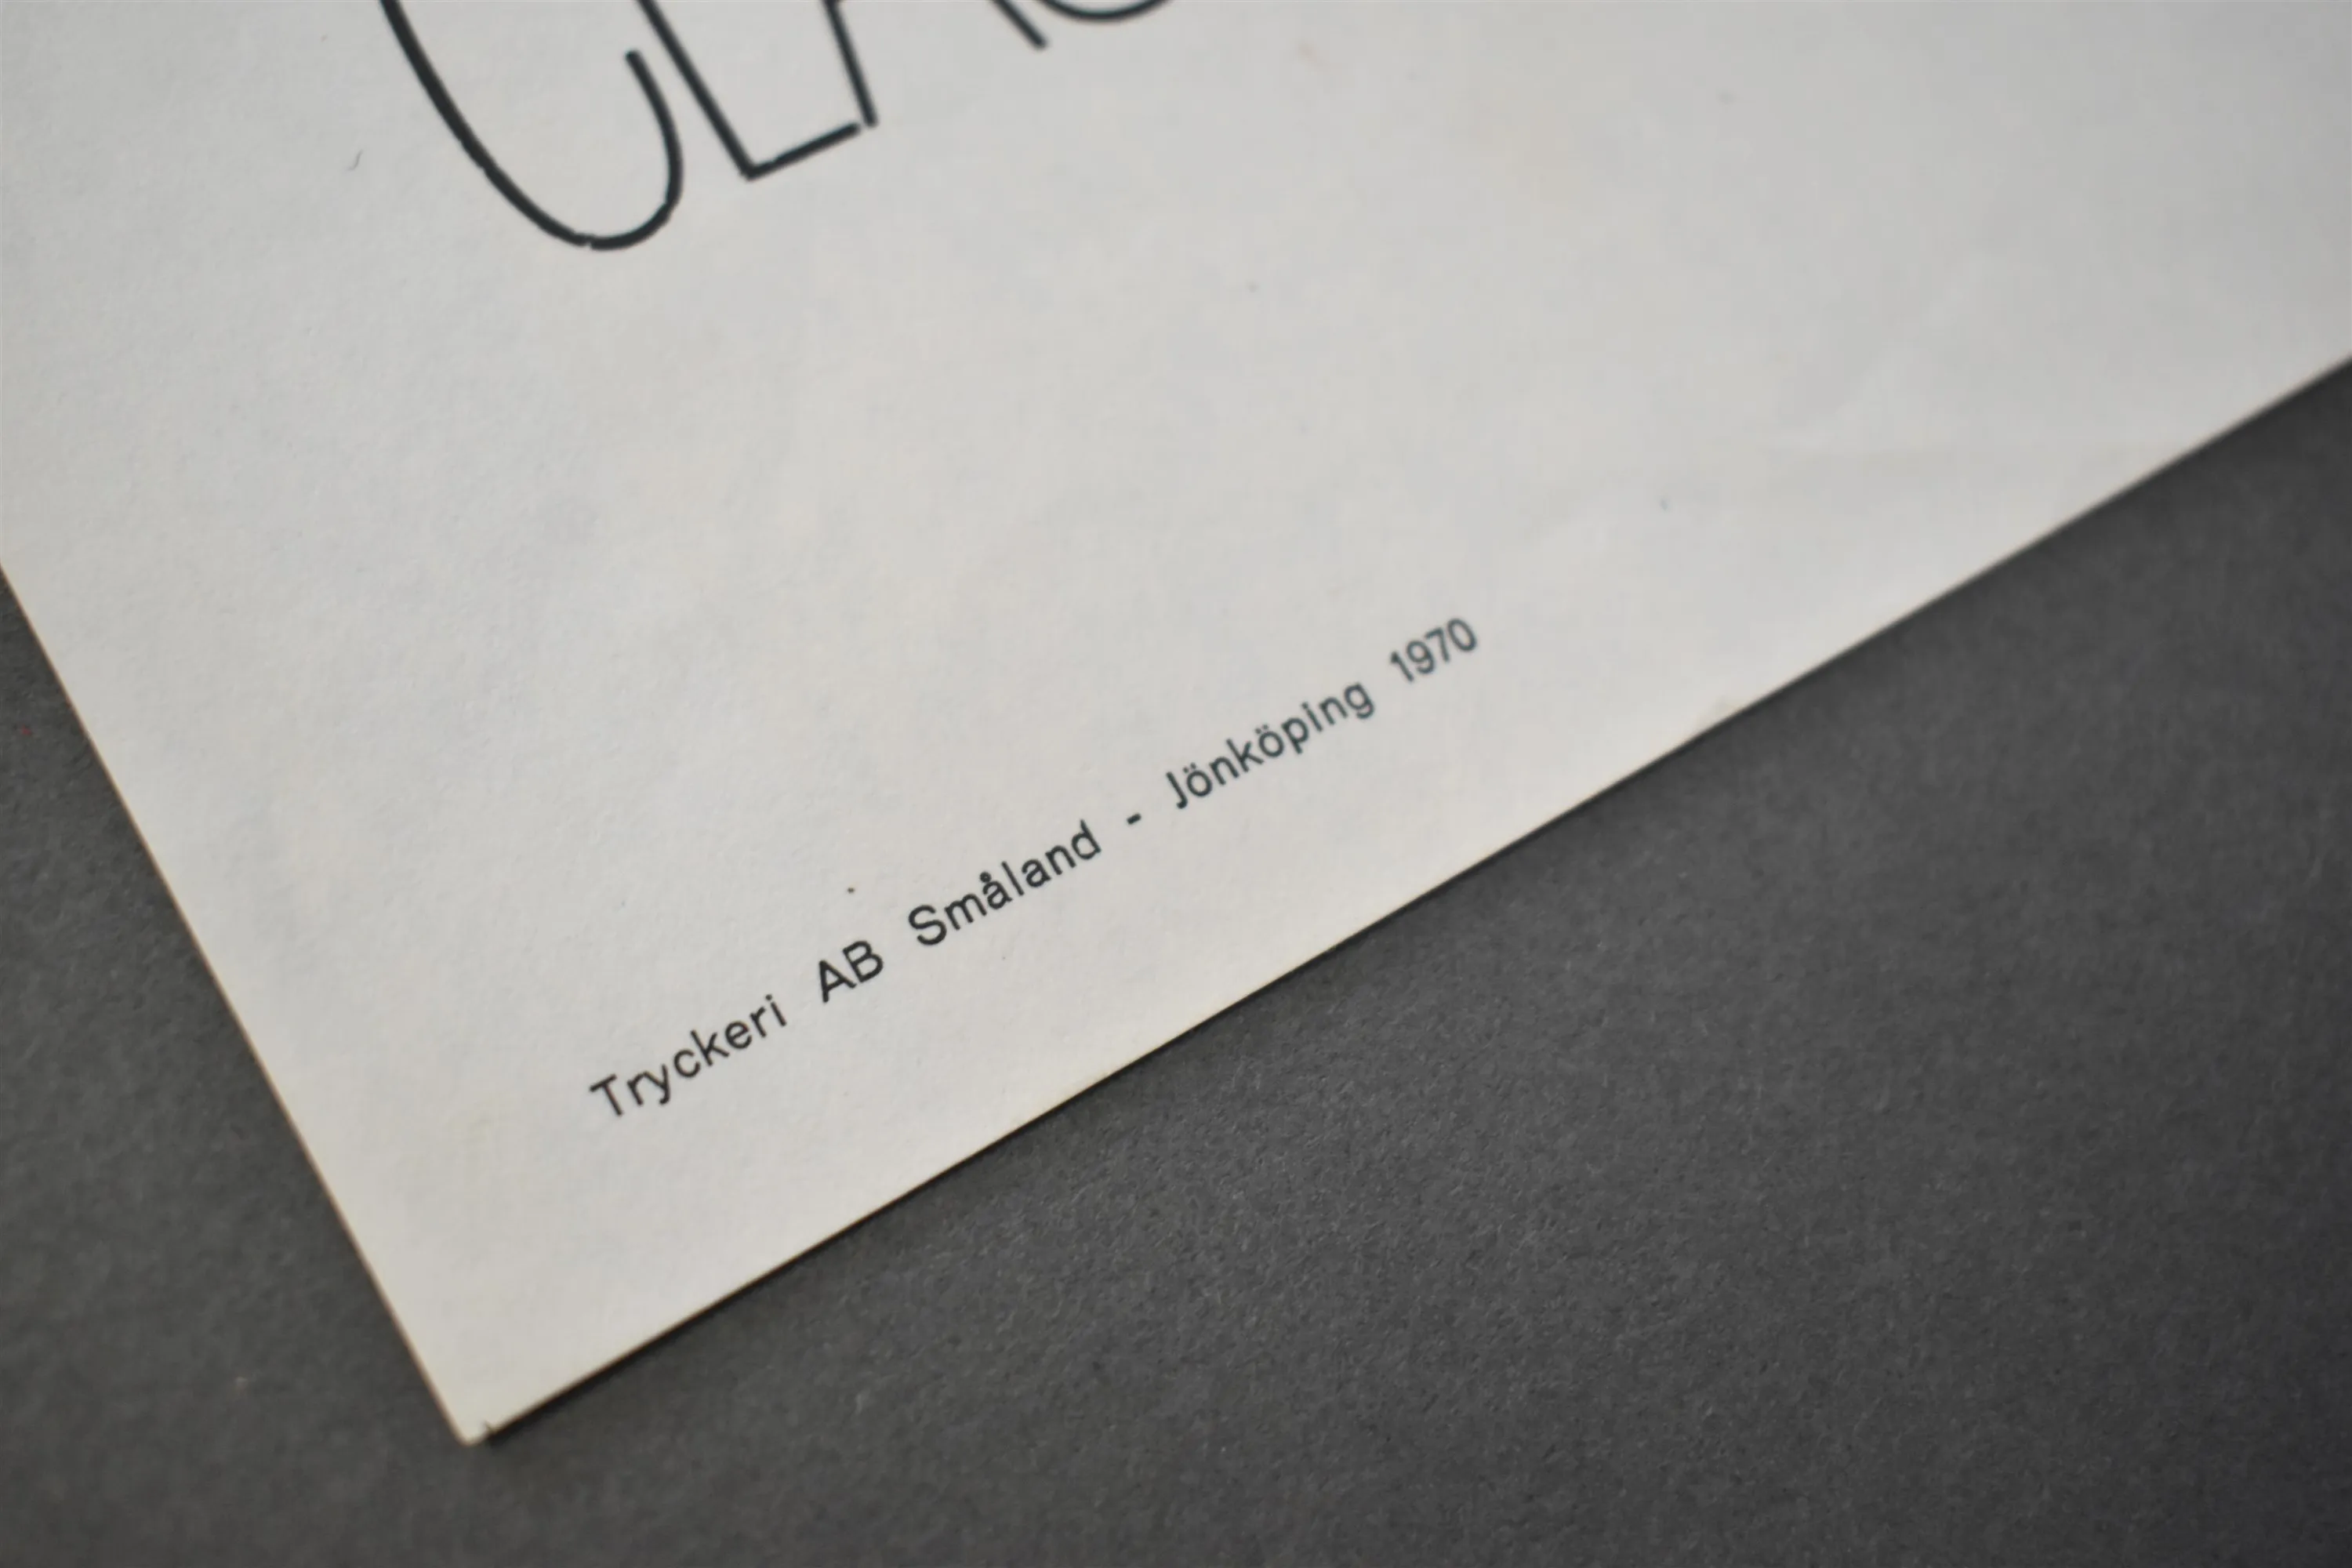 Tryckeri AB Småland - Jönköping 1970